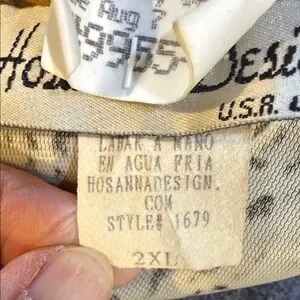 Aug 7
9955
U.S.A.
LABAR A MANO
EN AGUA FRIA
HOSANNADESIGN.
COM
STYLE# 1679
2XL